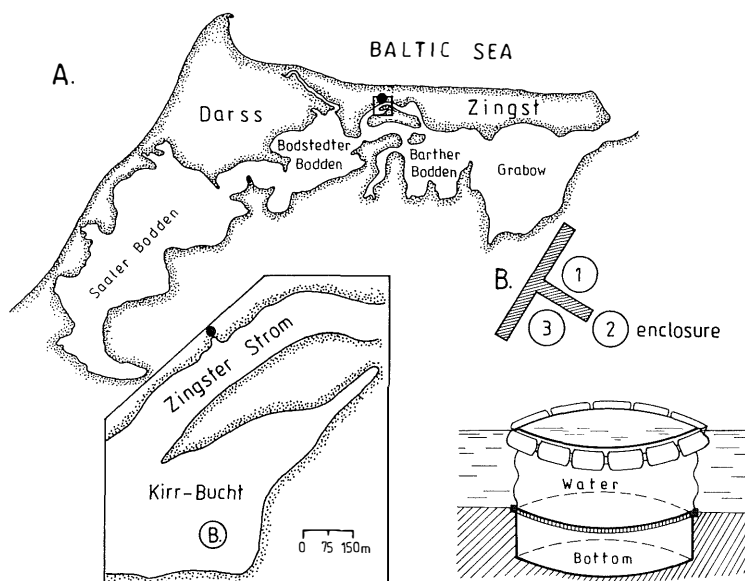 BALTIC SEA
A.
Darss
Zingst
Bodstedter
Bodden
Barther
Bodden
Grabow
Saaler Bodden
B.
1
3
2 enclosure
Zingster Strom
Kirr-Bucht
B.
0 75 150m
Water
Bottom